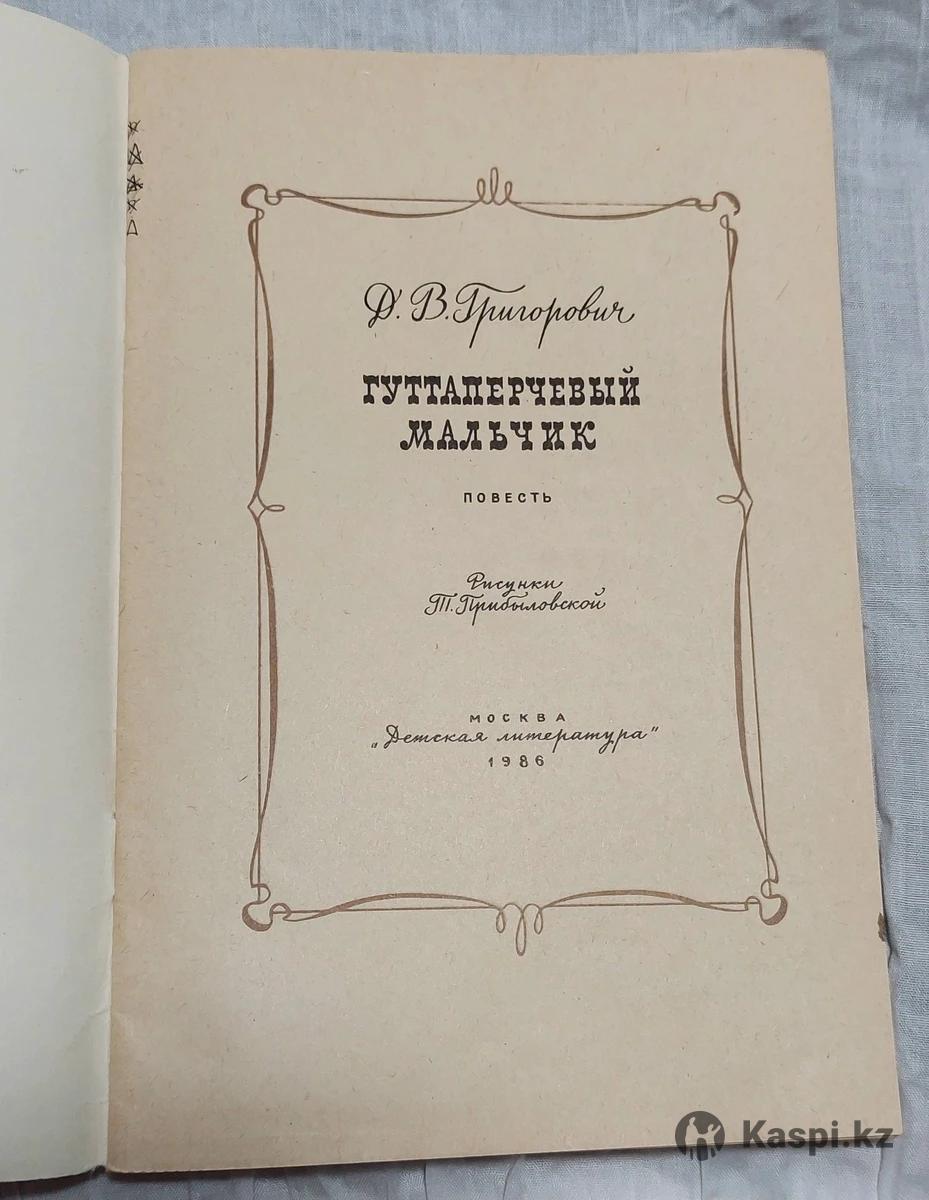 Д. В. Григорович
ГУТТАПЕРЧЕВЫЙ
МАЛЬЧИК
ПОВЕСТЬ
Рисунки
Т. Прибыловской
МОСКВА
„Детская литература"
1986
Kaspi.kz